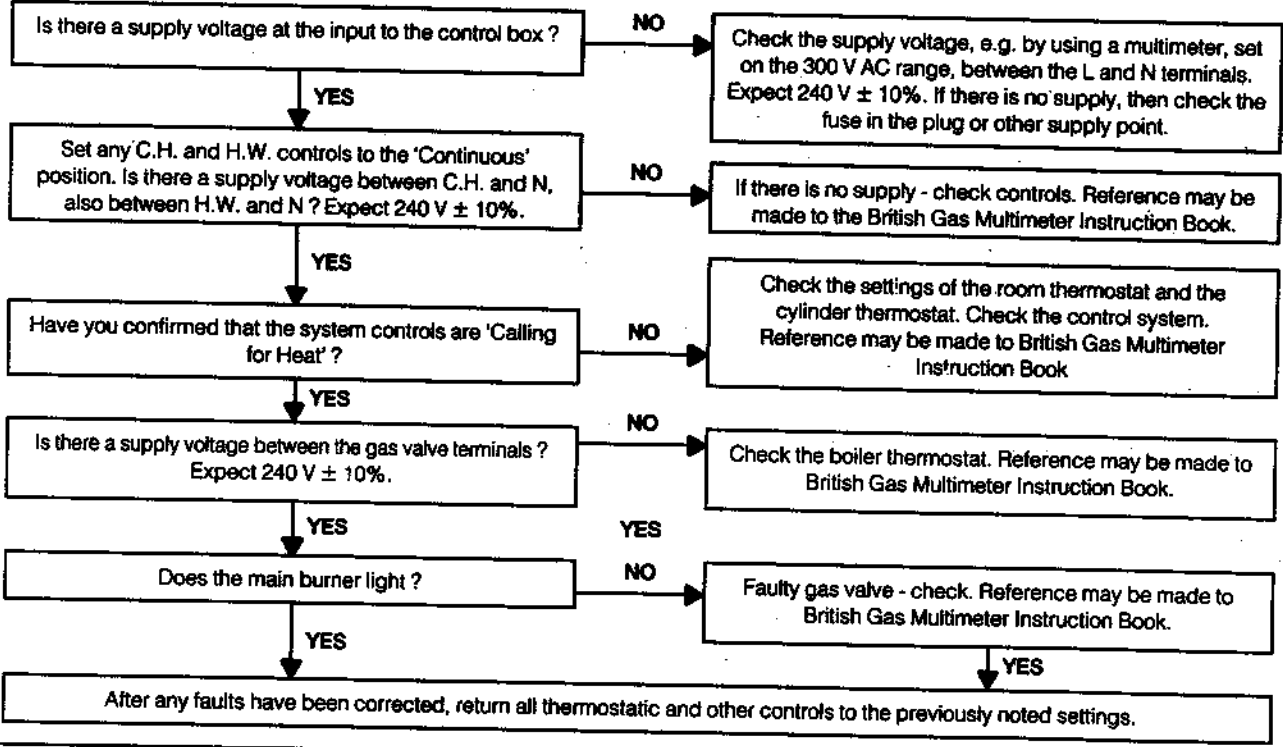 Is there a supply voltage at the input to the control box ?
NO
Check the supply voltage, e.g. by using a multimeter, set
on the 300 V AC range, between the L and N terminals.
Expect 240 V ± 10%. If there is no supply, then check the
fuse in the plug or other supply point.
YES
Set any C.H. and H.W. controls to the 'Continuous'
position. Is there a supply voltage between C.H. and N,
also between H.W. and N ? Expect 240 V ± 10%.
NO
If there is no supply - check controls. Reference may be
made to the British Gas Multimeter Instruction Book.
YES
Have you confirmed that the system controls are 'Calling
for Heat' ?
NO
Check the settings of the room thermostat and the
cylinder thermostat. Check the control system.
Reference may be made to British Gas Multimeter
Instruction Book
YES
Is there a supply voltage between the gas valve terminals ?
Expect 240 V ± 10%.
NO
Check the boiler thermostat. Reference may be made to
British Gas Multimeter Instruction Book.
YES
YES
Does the main burner light ?
NO
Faulty gas valve - check. Reference may be made to
British Gas Multimeter Instruction Book.
YES
YES
After any faults have been corrected, return all thermostatic and other controls to the previously noted settings.